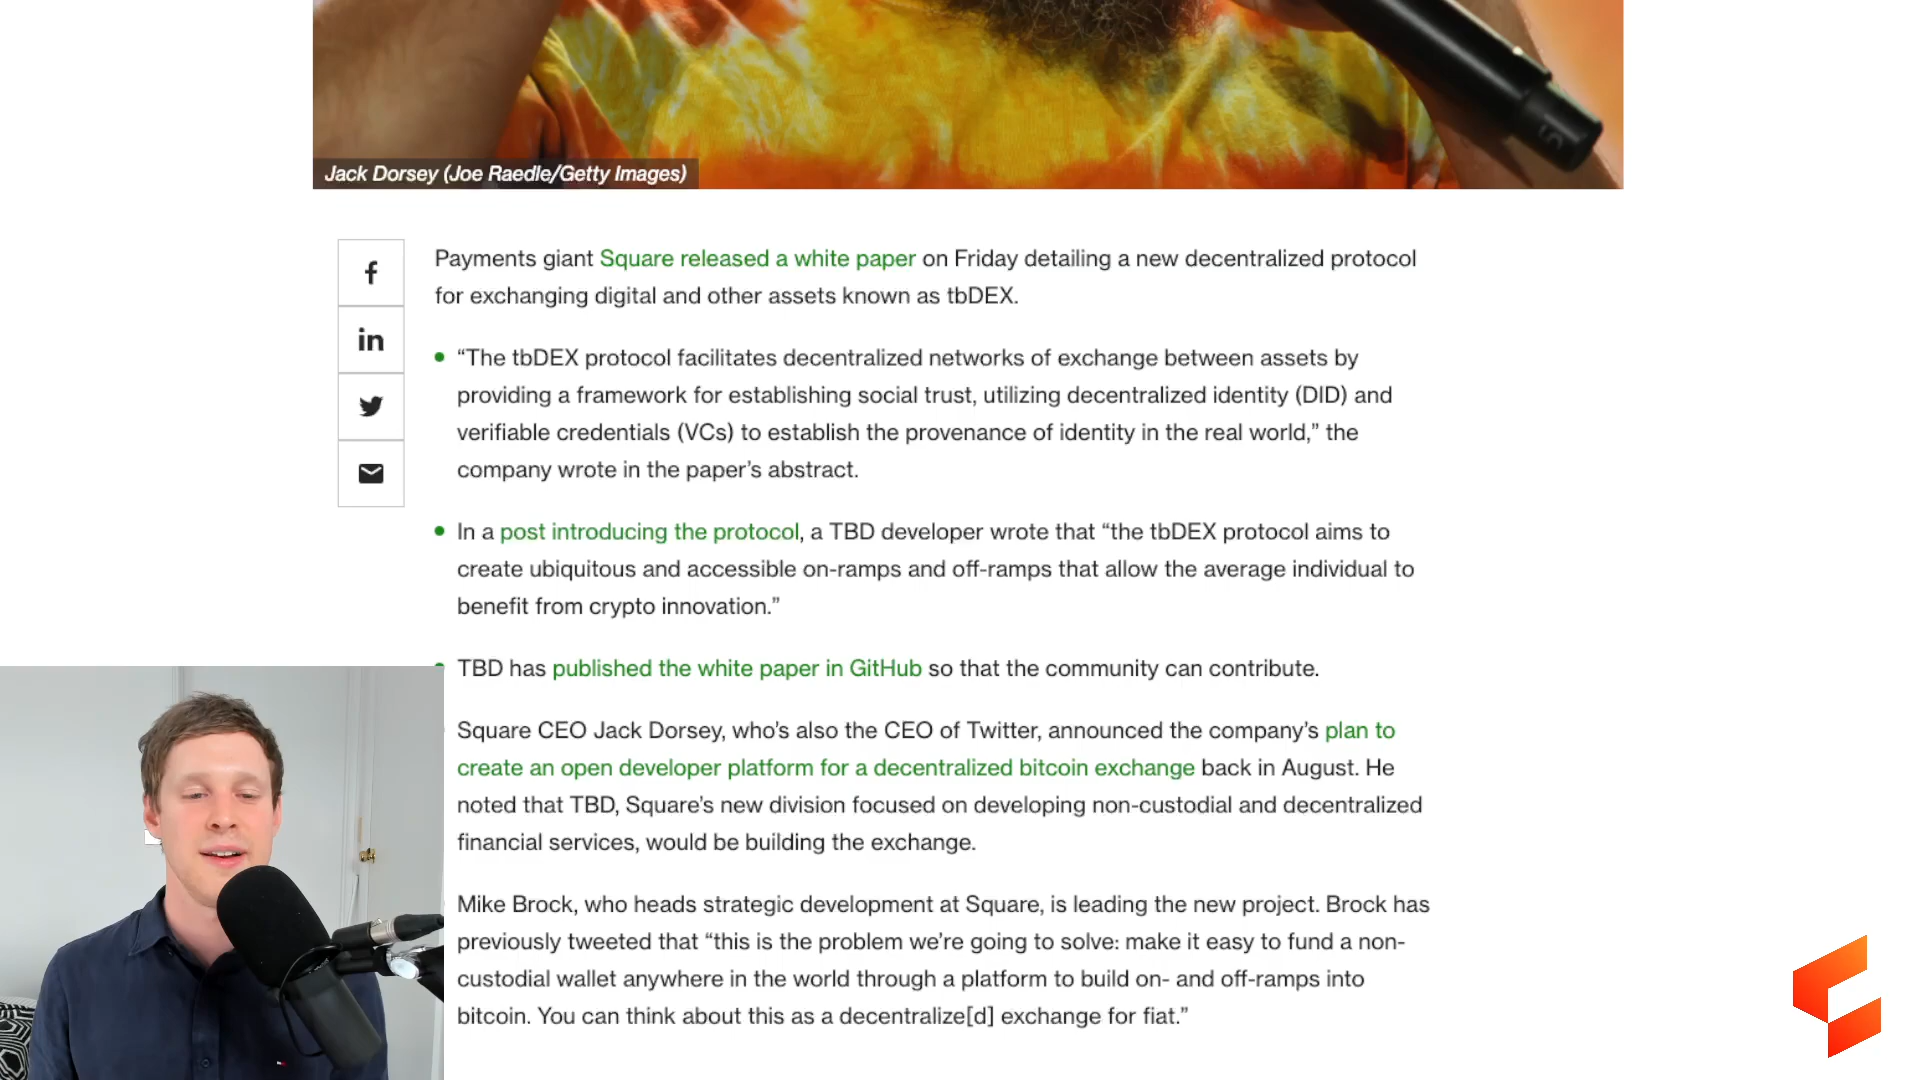 Jack Dorsey (Joe Raedle/Getty Images)
Payments giant Square released a white paper on Friday detailing a new decentralized protocol
for exchanging digital and other assets known as tbDEX.
“The tbDEX protocol facilitates decentralized networks of exchange between assets by
providing a framework for establishing social trust, utilizing decentralized identity (DID) and
verifiable credentials (VCs) to establish the provenance of identity in the real world,” the
company wrote in the paper’s abstract.
In a post introducing the protocol, a TBD developer wrote that “the tbDEX protocol aims to
create ubiquitous and accessible on-ramps and off-ramps that allow the average individual to
benefit from crypto innovation.”
TBD has published the white paper in GitHub so that the community can contribute.
Square CEO Jack Dorsey, who’s also the CEO of Twitter, announced the company’s plan to
create an open developer platform for a decentralized bitcoin exchange back in August. He
noted that TBD, Square’s new division focused on developing non-custodial and decentralized
financial services, would be building the exchange.
Mike Brock, who heads strategic development at Square, is leading the new project. Brock has
previously tweeted that “this is the problem we’re going to solve: make it easy to fund a non-
custodial wallet anywhere in the world through a platform to build on- and off-ramps into
bitcoin. You can think about this as a decentralize[d] exchange for fiat.”